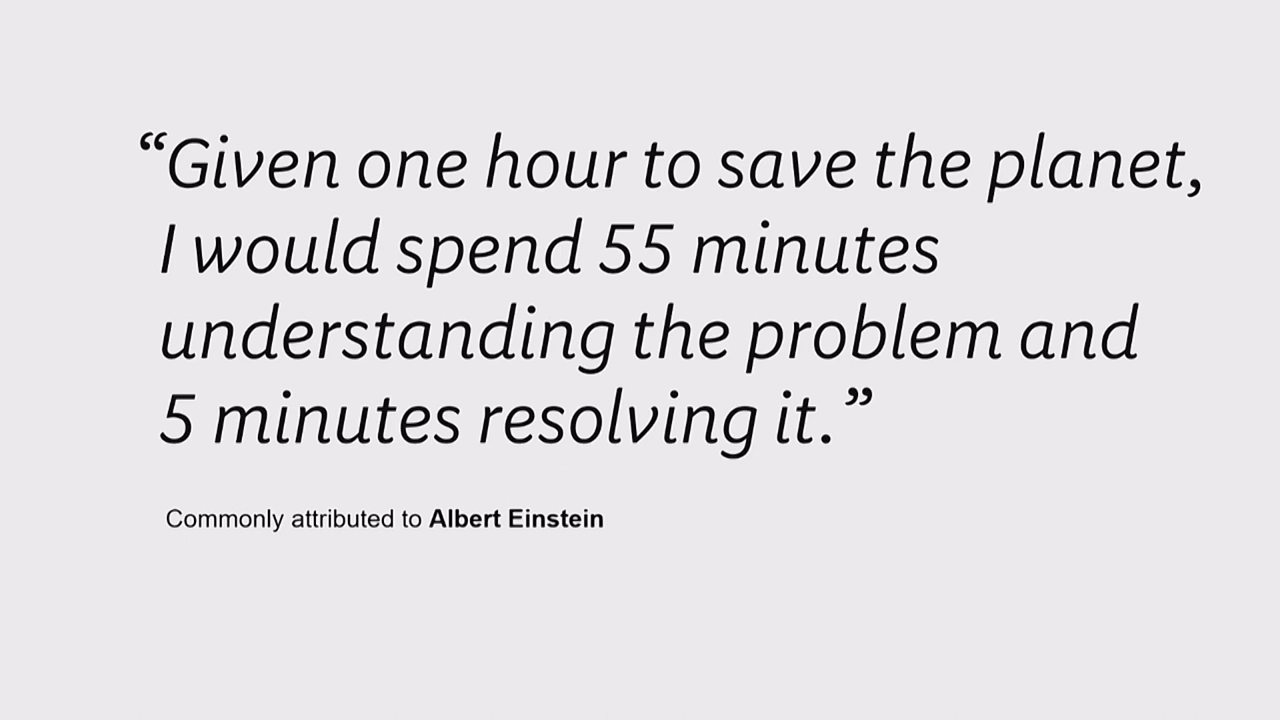 “Given one hour to save the planet,
I would spend 55 minutes
understanding the problem and
5 minutes resolving it.”
Commonly attributed to Albert Einstein